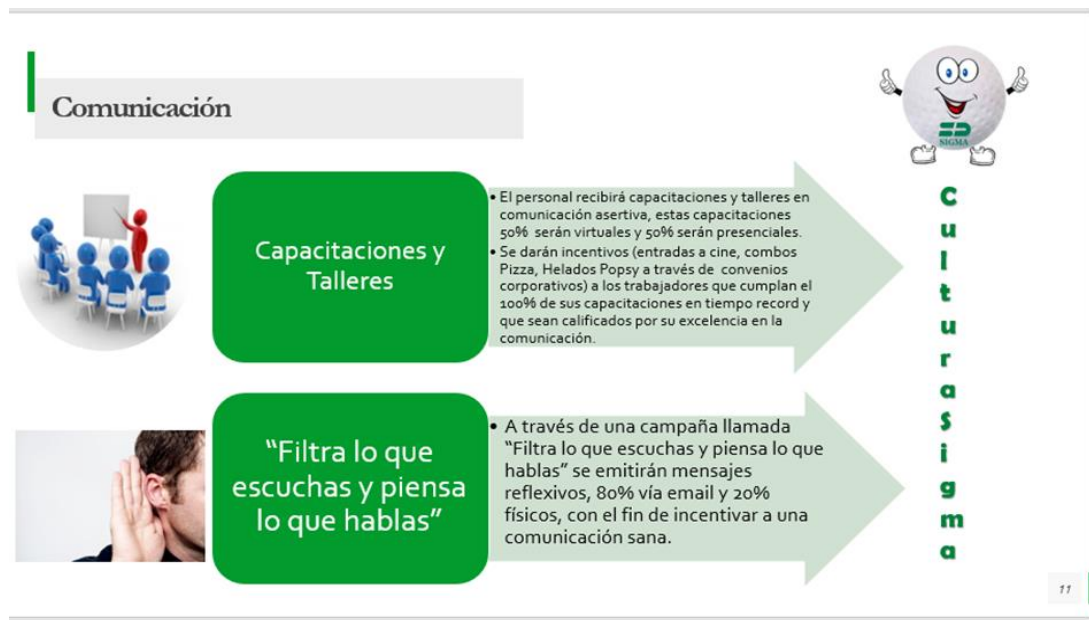 Comunicación
SIGMA
Capacitaciones y
Talleres
• El personal recibirá capacitaciones y talleres en
comunicación asertiva, estas capacitaciones
50% serán virtuales y 50% serán presenciales.
• Se darán incentivos (entradas a cine, combos
Pizza, Helados Popsy a través de convenios
corporativos) a los trabajadores que cumplan el
100% de sus capacitaciones en tiempo record y
que sean calificados por su excelencia en la
comunicación.
“Filtra lo que
escuchas y piensa
lo que hablas”
• A través de una campaña llamada
“Filtra lo que escuchas y piensa lo que
hablas” se emitirán mensajes
reflexivos, 80% vía email y 20%
físicos, con el fin de incentivar a una
comunicación sana.
C
u
l
t
u
r
a
S
i
g
m
a
11